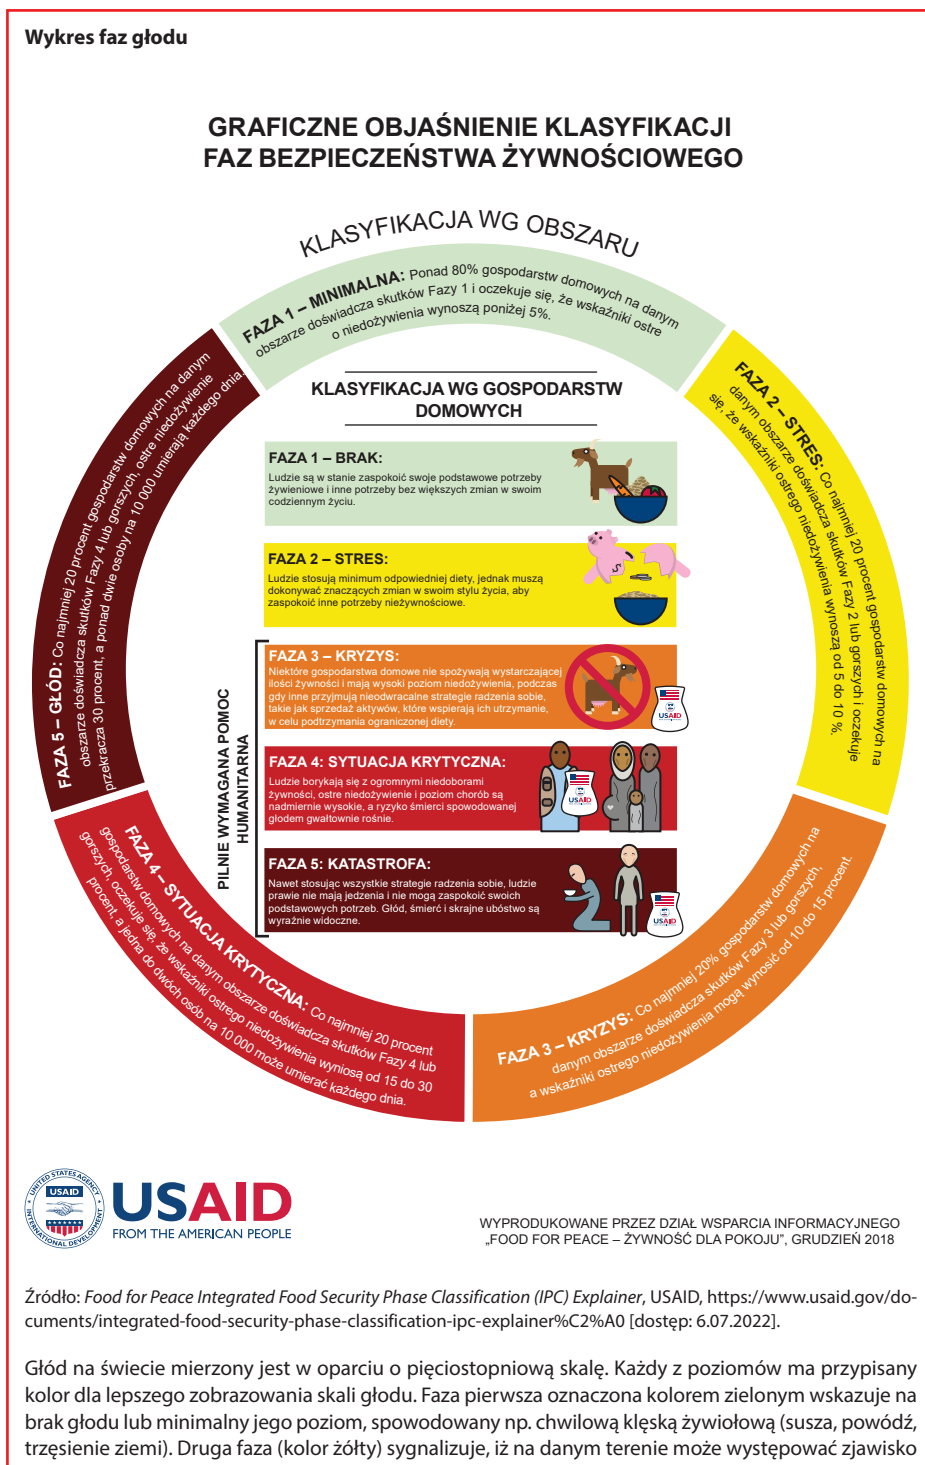 Wykres faz głodu
GRAFICZNE OBJAŚNIENIE KLASYFIKACJI
FAZ BEZPIECZEŃSTWA ŻYWNOŚCIOWEGO
KLASYFIKACJA WG OBSZARU
FAZA 1 – MINIMALNA: Ponad 80% gospodarstw domowych na danym
obszarze doświadcza skutków Fazy 1 i oczekuje się, że wskaźniki ostre
o niedożywienia wynoszą poniżej 5%.
FAZA 2 – STRES: Co najmniej 20 procent gospodarstw domowych na
danym obszarze doświadcza skutków Fazy 2 lub gorszych i oczekuje
się, że wskaźniki ostrego niedożywienia wynoszą od 5 do 10 %.
FAZA 3 – KRYZYS: Co najmniej 20% gospodarstw domowych na
danym obszarze doświadcza skutków Fazy 3 lub gorszych,
a wskaźniki ostrego niedożywienia mogą wynosić od 10 do 15 procent.
FAZA 4 – SYTUACJA KRYTYCZNA: Co najmniej 20 procent
gospodarstw domowych na danym obszarze doświadcza skutków Fazy 4 lub
gorszych, oczekuje się, że wskaźniki ostrego niedożywienia wyniosą od 15 do 30
procent, a jedna do dwóch osób na 10 000 może umierać każdego dnia.
FAZA 5 – GŁÓD: Co najmniej 20 procent gospodarstw domowych na danym
obszarze doświadcza skutków Fazy 4 lub gorszych, ostre niedożywienie
przekracza 30 procent, a ponad dwie osoby na 10 000 umierają każdego dnia.
KLASYFIKACJA WG GOSPODARSTW
DOMOWYCH
FAZA 1 – BRAK:
Ludzie są w stanie zaspokoić swoje podstawowe potrzeby
żywieniowe i inne potrzeby bez większych zmian w swoim
codziennym życiu.
FAZA 2 – STRES:
Ludzie stosują minimum odpowiedniej diety, jednak muszą
dokonywać znaczących zmian w swoim stylu życia, aby
zaspokoić inne potrzeby nieżywnościowe.
$
PILNIE WYMAGANA POMOC
HUMANITARNA
FAZA 3 – KRYZYS:
Niektóre gospodarstwa domowe nie spożywają wystarczającej
ilości żywności i mają wysoki poziom niedożywienia, podczas
gdy inne przyjmują nieodwracalne strategie radzenia sobie,
takie jak sprzedaż aktywów, które wspierają ich utrzymanie,
w celu podtrzymania ograniczonej diety.
USAID
FAZA 4: SYTUACJA KRYTYCZNA:
Ludzie borykają się z ogromnymi niedoborami
żywności, ostre niedożywienie i poziom chorób są
nadmiernie wysokie, a ryzyko śmierci spowodowanej
głodem gwałtownie rośnie.
USAID
FAZA 5: KATASTROFA:
Nawet stosując wszystkie strategie radzenia sobie, ludzie
prawie nie mają jedzenia i nie mogą zaspokoić swoich
podstawowych potrzeb. Głód, śmierć i skrajne ubóstwo są
wyraźnie widoczne.
USAID
UNITED STATES AGENCY
USAID
INTERNATIONAL DEVELOPMENT
USAID
FROM THE AMERICAN PEOPLE
WYPRODUKOWANE PRZEZ DZIAŁ WSPARCIA INFORMACYJNEGO
„FOOD FOR PEACE – ŻYWNOŚĆ DLA POKOJU”, GRUDZIEŃ 2018
Źródło: Food for Peace Integrated Food Security Phase Classification (IPC) Explainer, USAID, https://www.usaid.gov/do-
cuments/integrated-food-security-phase-classification-ipc-explainer%C2%A0 [dostęp: 6.07.2022].
Głód na świecie mierzony jest w oparciu o pięciostopniową skalę. Każdy z poziomów ma przypisany
kolor dla lepszego zobrazowania skali głodu. Faza pierwsza oznaczona kolorem zielonym wskazuje na
brak głodu lub minimalny jego poziom, spowodowany np. chwilową klęską żywiołową (susza, powódź,
trzęsienie ziemi). Druga faza (kolor żółty) sygnalizuje, iż na danym terenie może występować zjawisko